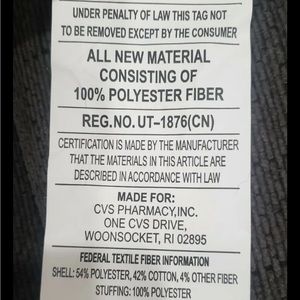 UNDER PENALTY OF LAW THIS TAG NOT
TO BE REMOVED EXCEPT BY THE CONSUMER
ALL NEW MATERIAL
CONSISTING OF
100% POLYESTER FIBER
REG.NO.UT-1876(CN)
CERTIFICATION IS MADE BY THE MANUFACTURER
THAT THE MATERIALS IN THIS ARTICLE ARE
DESCRIBED IN ACCORDANCE WITH LAW
MADE FOR:
CVS PHARMACY,INC.
ONE CVS DRIVE,
WOONSOCKET, RI 02895
FEDERAL TEXTILE FIBER INFORMATION
SHELL: 54% POLYESTER, 42% COTTON, 4% OTHER FIBER
STUFFING: 100% POLYESTER